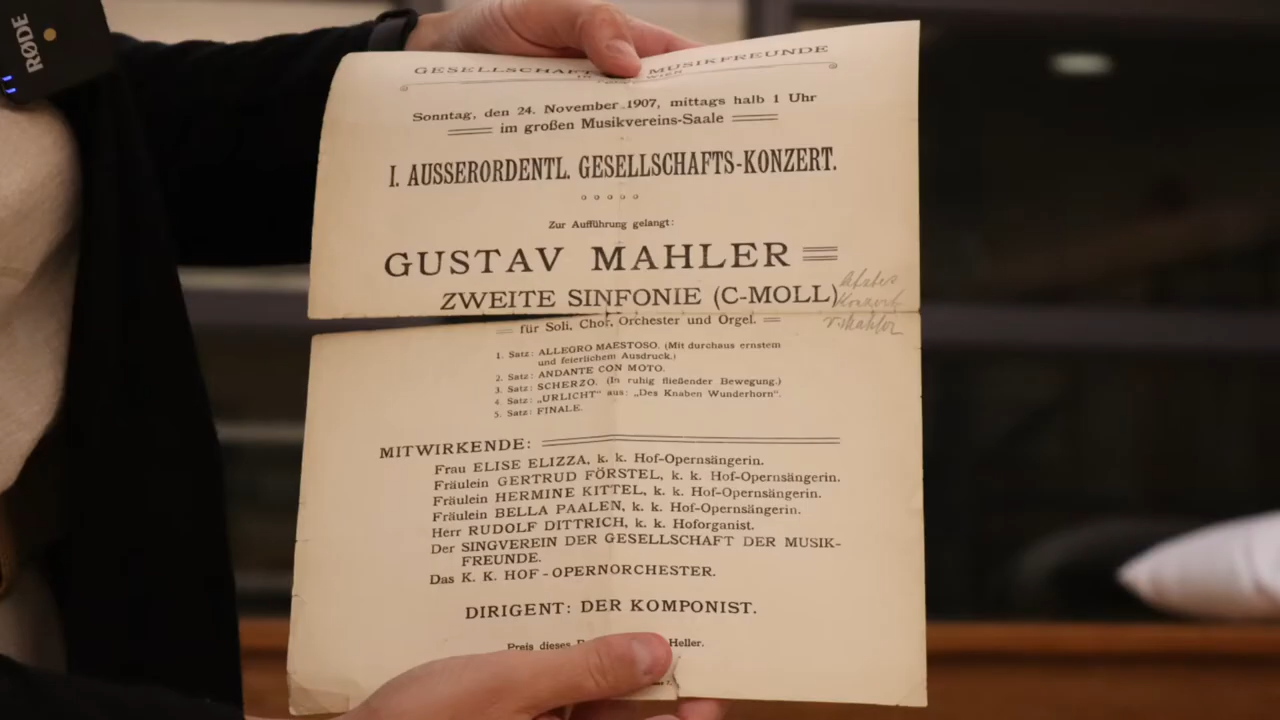 RØDE
GESELLSCHAFT MUSIKFREUNDE
IN WIEN
Sonntag, den 24. November 1907, mittags halb 1 Uhr
im großen Musikvereins-Saale
I. AUSSERORDENTL. GESELLSCHAFTS-KONZERT.
Zur Aufführung gelangt:
GUSTAV MAHLER
ZWEITE SINFONIE (C-MOLL)
letztes
Konzert
v. Mahler
für Soli, Chor, Orchester und Orgel.
1. Satz: ALLEGRO MAESTOSO. (Mit durchaus ernstem
und feierlichem Ausdruck.)
2. Satz: ANDANTE CON MOTO.
3. Satz: SCHERZO. (In ruhig fließender Bewegung.)
4. Satz: „URLICHT“ aus: „Des Knaben Wunderhorn“.
5. Satz: FINALE.
MITWIRKENDE:
Frau ELISE ELIZZA, k. k. Hof-Opernsängerin.
Fräulein GERTRUD FÖRSTEL, k. k. Hof-Opernsängerin.
Fräulein HERMINE KITTEL, k. k. Hof-Opernsängerin.
Fräulein BELLA PAALEN, k. k. Hof-Opernsängerin.
Herr RUDOLF DITTRICH, k. k. Hoforganist.
Der SINGVEREIN DER GESELLSCHAFT DER MUSIK-
FREUNDE.
Das K. K. HOF-OPERNORCHESTER.
DIRIGENT: DER KOMPONIST.
Preis dieses Heller.